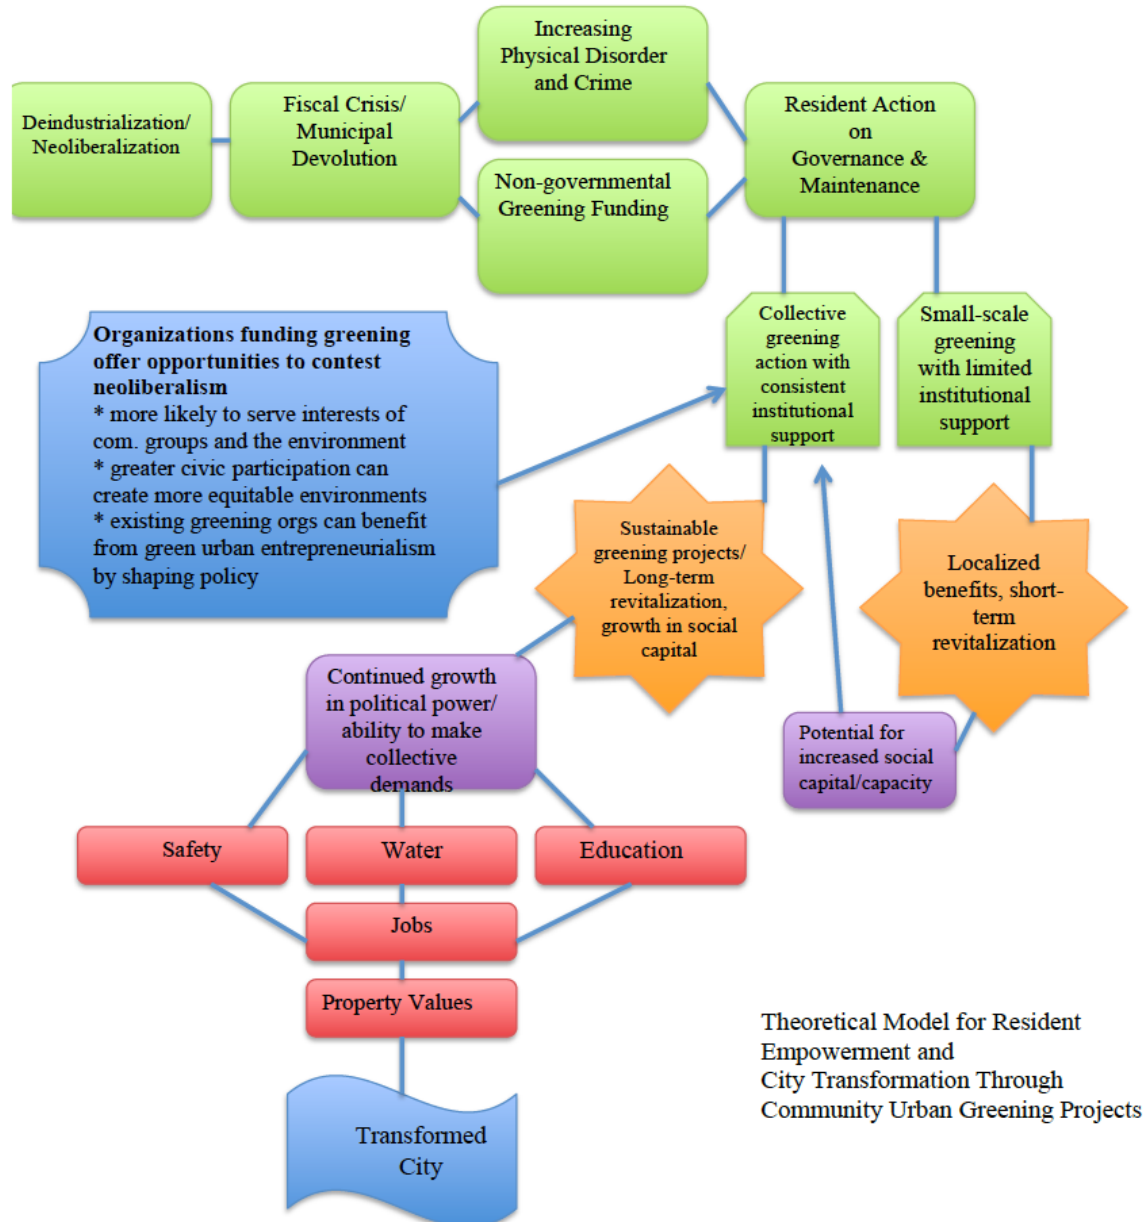 Increasing
Physical Disorder
and Crime
Deindustrialization/
Neoliberalization
Fiscal Crisis/
Municipal
Devolution
Resident Action
on
Governance &
Maintenance
Non-governmental
Greening Funding
Organizations funding greening
offer opportunities to contest
neoliberalism
* more likely to serve interests of
com. groups and the environment
* greater civic participation can
create more equitable environments
* existing greening orgs can benefit
from green urban entrepreneurialism
by shaping policy
Collective
greening
action with
consistent
institutional
support
Small-scale
greening
with limited
institutional
support
Sustainable
greening projects/
Long-term
revitalization,
growth in social
capital
Localized
benefits, short-
term
revitalization
Continued growth
in political power/
ability to make
collective
demands
Potential for
increased social
capital/capacity
Safety
Water
Education
Jobs
Property Values
Transformed
City
Theoretical Model for Resident
Empowerment and
City Transformation Through
Community Urban Greening Projects